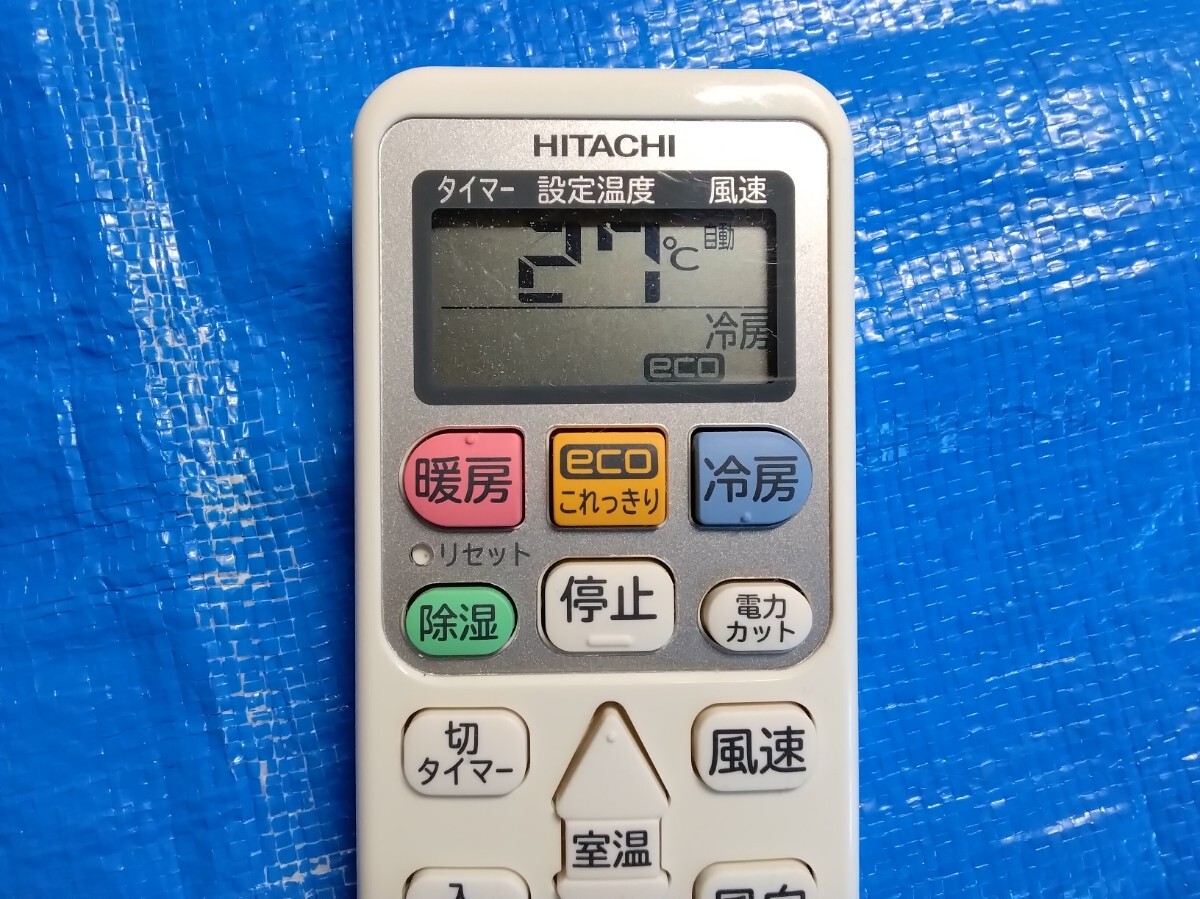 HITACHI
タイマー 設定温度 風速
27℃ 自動
冷房
eco
暖房 eco これっきり 冷房
リセット
除湿 停止 電力カット
切タイマー 風速
室温
入